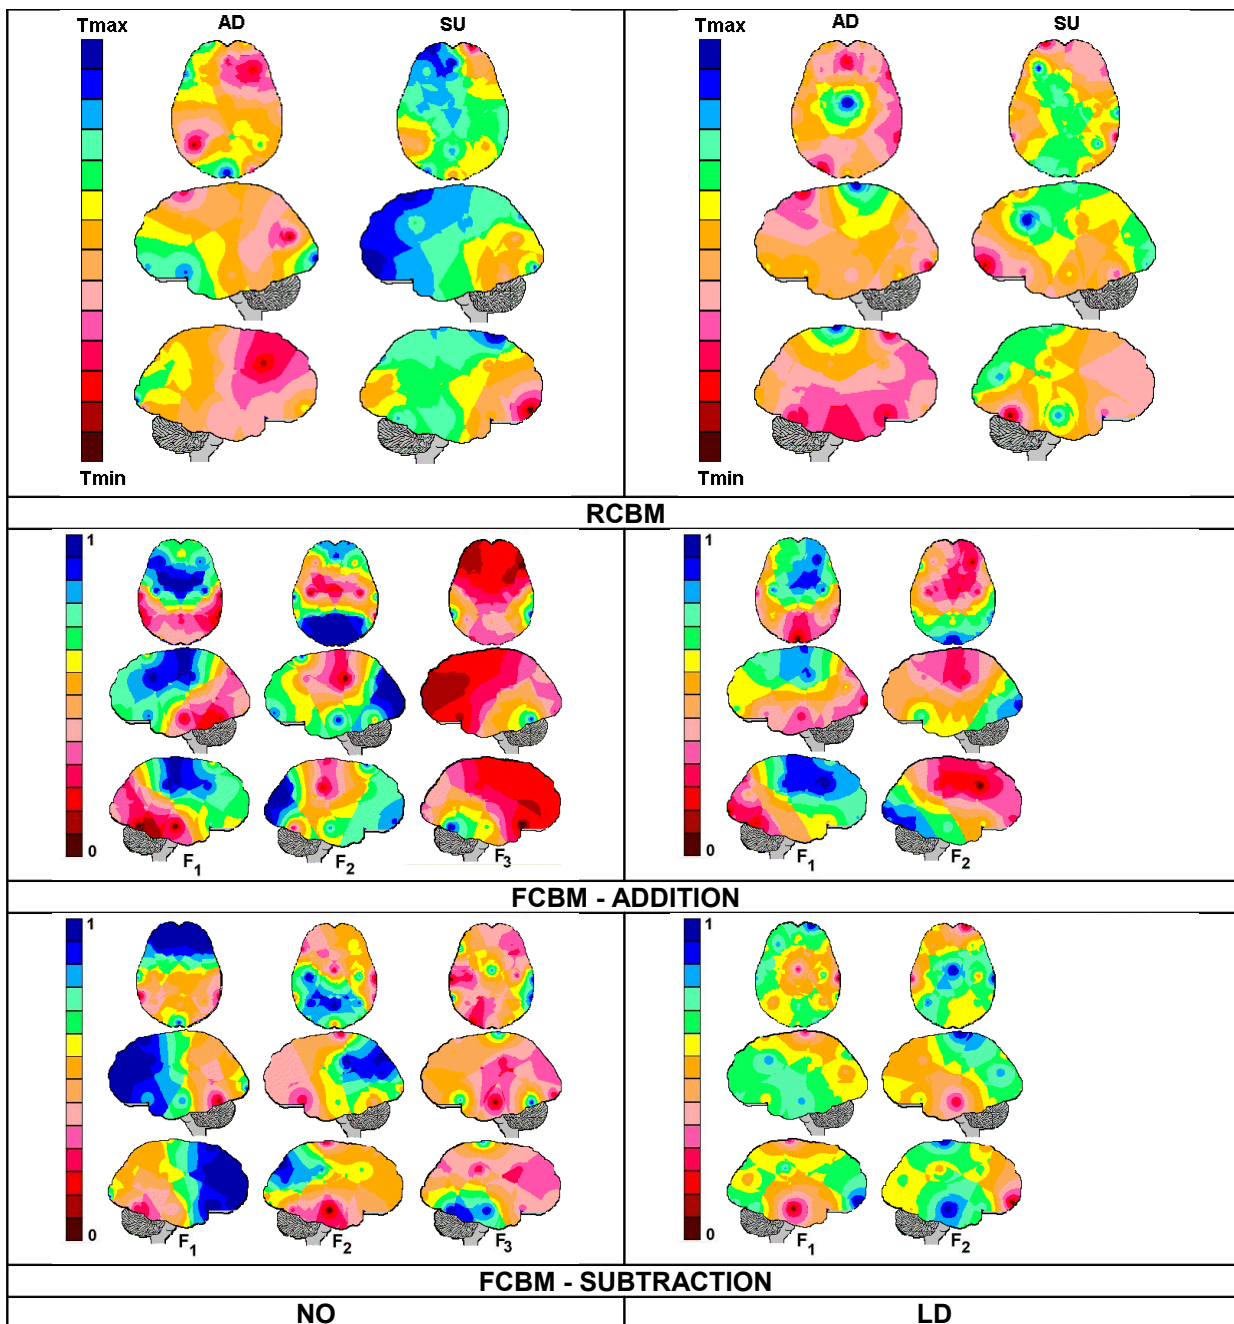 Tmax AD SU
Tmin
Tmax AD SU
Tmin
RCBM
1
0
F1 F2 F3
1
0
F1 F2
FCBM - ADDITION
1
0
F1 F2 F3
1
0
F1 F2
FCBM - SUBTRACTION
NO LD